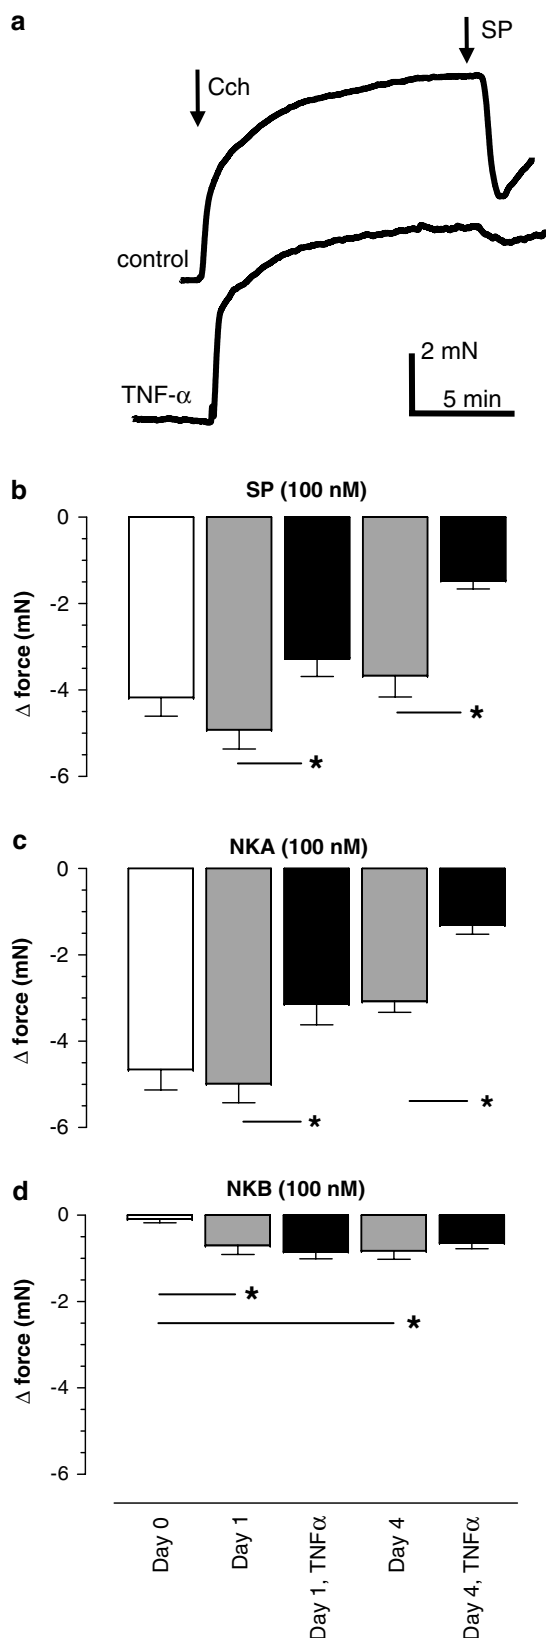 a
SP
Cch
control
2 mN
TNF-α
5 min
b
SP (100 nM)
0
-2
-4
-6
Δ force (mN)
*
*
c
NKA (100 nM)
0
-2
-4
-6
Δ force (mN)
*
*
d
NKB (100 nM)
0
-2
-4
-6
Δ force (mN)
*
*
Day 0
Day 1
Day 1, TNFα
Day 4
Day 4, TNFα